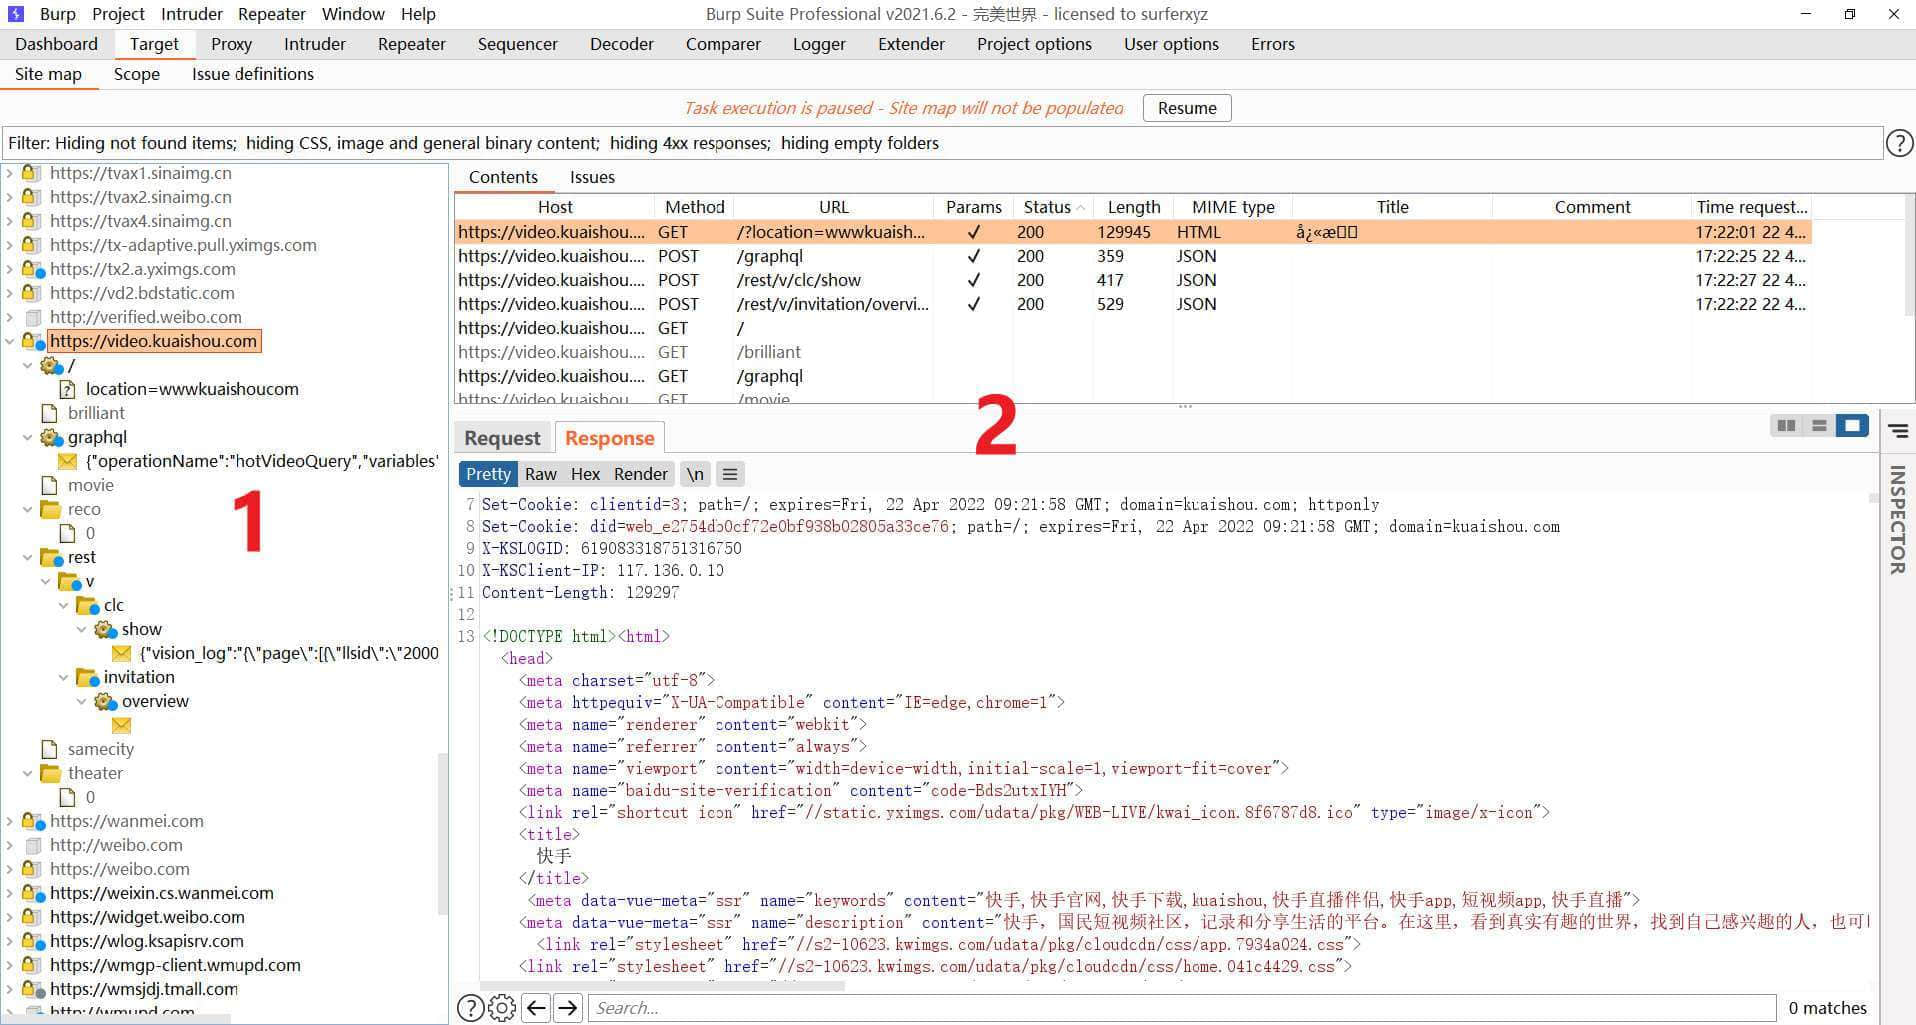 Burp Project Intruder Repeater Window Help Burp Suite Professional v2021.6.2 - 完美世界 - licensed to surferxyz
Dashboard Target Proxy Intruder Repeater Sequencer Decoder Comparer Logger Extender Project options User options Errors
Site map Scope Issue definitions
Task execution is paused - Site map will not be populated Resume
Filter: Hiding not found items; hiding CSS, image and general binary content; hiding 4xx responses; hiding empty folders ?
https://tvax1.sinaimg.cn
https://tvax2.sinaimg.cn
https://tvax4.sinaimg.cn
https://tx-adaptive.pull.yximgs.com
https://tx2.a.yximgs.com
https://vd2.bdstatic.com
http://verified.weibo.com
https://video.kuaishou.com
/
location=wwwkuaishoucom
brilliant
graphql
{"operationName":"hotVideoQuery","variables"
movie
reco
0
rest
v
clc
show
{"vision_log":"{\"page\":[{\"llsid\":\"2000
invitation
overview
samecity
theater
0
https://wanmei.com
http://weibo.com
https://weibo.com
https://weixin.cs.wanmei.com
https://widget.weibo.com
https://wlog.ksapisrv.com
https://wmgp-client.wmupd.com
https://wmsjdj.tmall.com
http://wmupd.com
1
Contents Issues
Host Method URL Params Status Length MIME type Title Comment Time request...
https://video.kuaishou.... GET /?location=wwwkuaish... ✓ 200 129945 HTML å¿«æ 17:22:01 22 4...
https://video.kuaishou.... POST /graphql ✓ 200 359 JSON 17:22:25 22 4...
https://video.kuaishou.... POST /rest/v/clc/show ✓ 200 417 JSON 17:22:27 22 4...
https://video.kuaishou.... POST /rest/v/invitation/overvi... ✓ 200 529 JSON 17:22:22 22 4...
https://video.kuaishou.... GET /
https://video.kuaishou.... GET /brilliant
https://video.kuaishou.... GET /graphql
https://video.kuaishou.... GET /movie
2
Request Response
Pretty Raw Hex Render \n
INSPECTOR
7 Set-Cookie: clientid=3; path=/; expires=Fri, 22 Apr 2022 09:21:58 GMT; domain=kuaishou.com; httponly
8 Set-Cookie: did=web_e2754db0cf72e0bf938b02805a33ce76; path=/; expires=Fri, 22 Apr 2022 09:21:58 GMT; domain=kuaishou.com
9 X-KSLOGID: 619083318751316750
10 X-KSClient-IP: 117.136.0.10
11 Content-Length: 129297
12
13 <!DOCTYPE html><html>
<head>
<meta charset="utf-8">
<meta httpequiv="X-UA-Compatible" content="IE=edge,chrome=1">
<meta name="renderer" content="webkit">
<meta name="referrer" content="always">
<meta name="viewport" content="width=device-width,initial-scale=1,viewport-fit=cover">
<meta name="baidu-site-verification" content="code-Bds2utxIYH">
<link rel="shortcut icon" href="//static.yximgs.com/udata/pkg/WEB-LIVE/kwai_icon.8f6787d8.ico" type="image/x-icon">
<title>
快手
</title>
<meta data-vue-meta="ssr" name="keywords" content="快手,快手官网,快手下载,kuaishou,快手直播伴侣,快手app,短视频app,快手直播">
<meta data-vue-meta="ssr" name="description" content="快手，国民短视频社区，记录和分享生活的平台。在这里，看到真实有趣的世界，找到自己感兴趣的人，也可
<link rel="stylesheet" href="//s2-10623.kwimgs.com/udata/pkg/cloudcdn/css/app.7934a024.css">
<link rel="stylesheet" href="//s2-10623.kwimgs.com/udata/pkg/cloudcdn/css/home.041c4429.css">
? Search... 0 matches